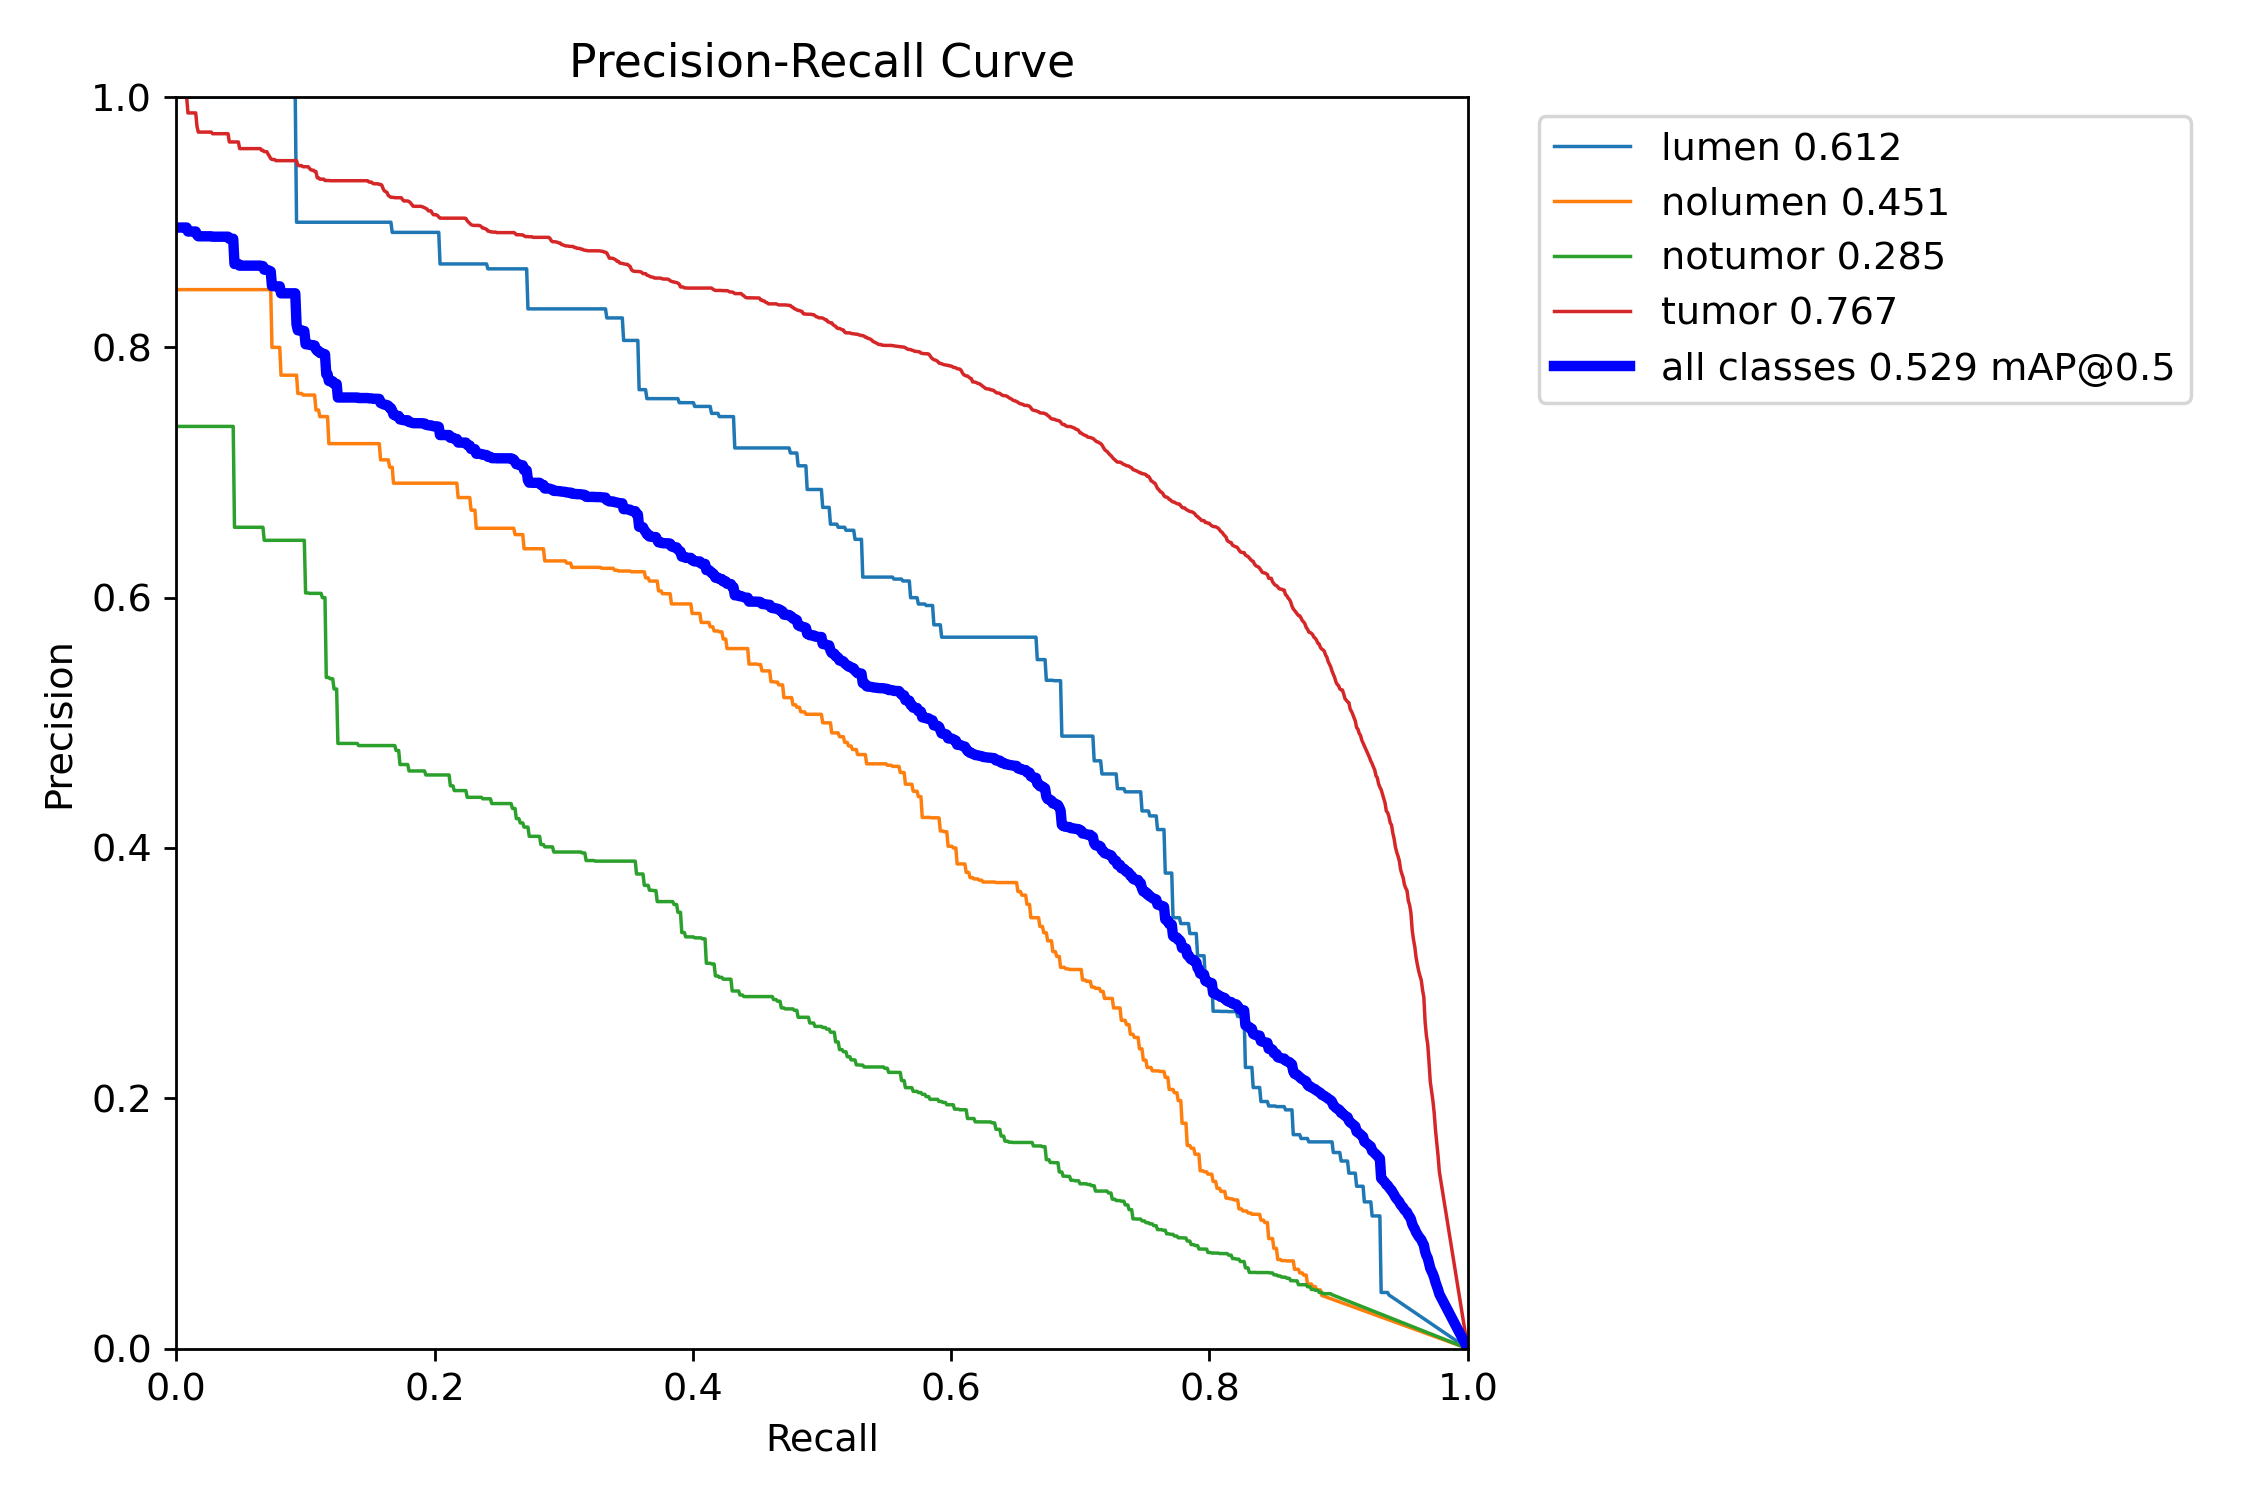 Precision-Recall Curve
1.0
0.8
0.6
0.4
0.2
0.0
Precision
0.0 0.2 0.4 0.6 0.8 1.0
Recall
lumen 0.612
nolumen 0.451
notumor 0.285
tumor 0.767
all classes 0.529 mAP@0.5